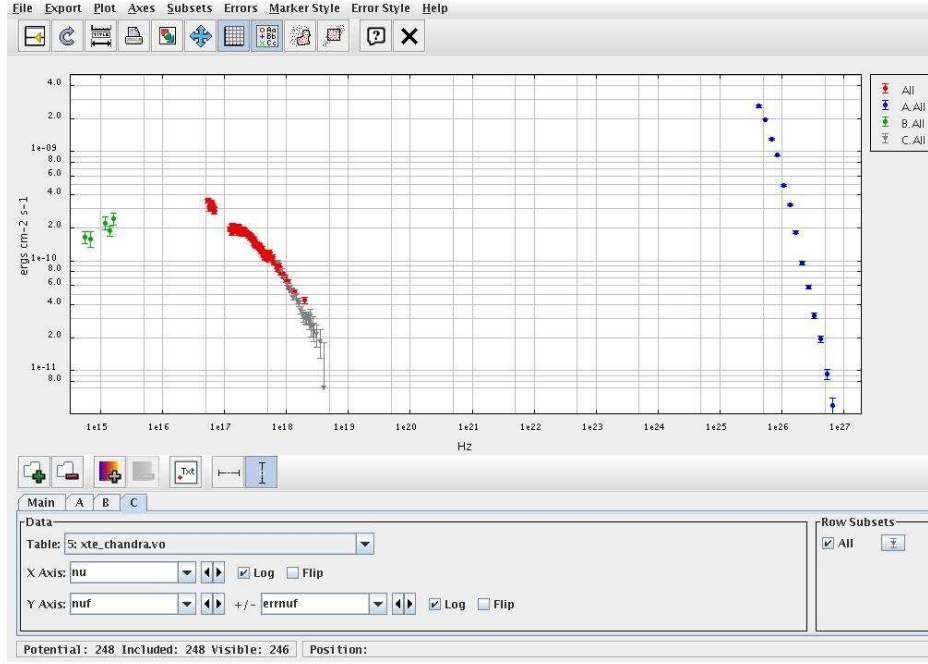 File Export Plot Axes Subsets Errors Marker Style Error Style Help
TITLE Aa Bb Cc
4.0
2.0
1e-09
8.0
6.0
4.0
2.0
1e-10
8.0
6.0
4.0
2.0
1e-11
8.0
ergs cm-2 s-1
1e15 1e16 1e17 1e18 1e19 1e20 1e21 1e22 1e23 1e24 1e25 1e26 1e27
Hz
All
A.All
B.All
C.All
Txt
Main A B C
Data
Table: 5: xte_chandra.vo
X Axis: nu Log Flip
Y Axis: nuf +/- errnuf Log Flip
Row Subsets
All
Potential: 248 Included: 248 Visible: 246 Position: